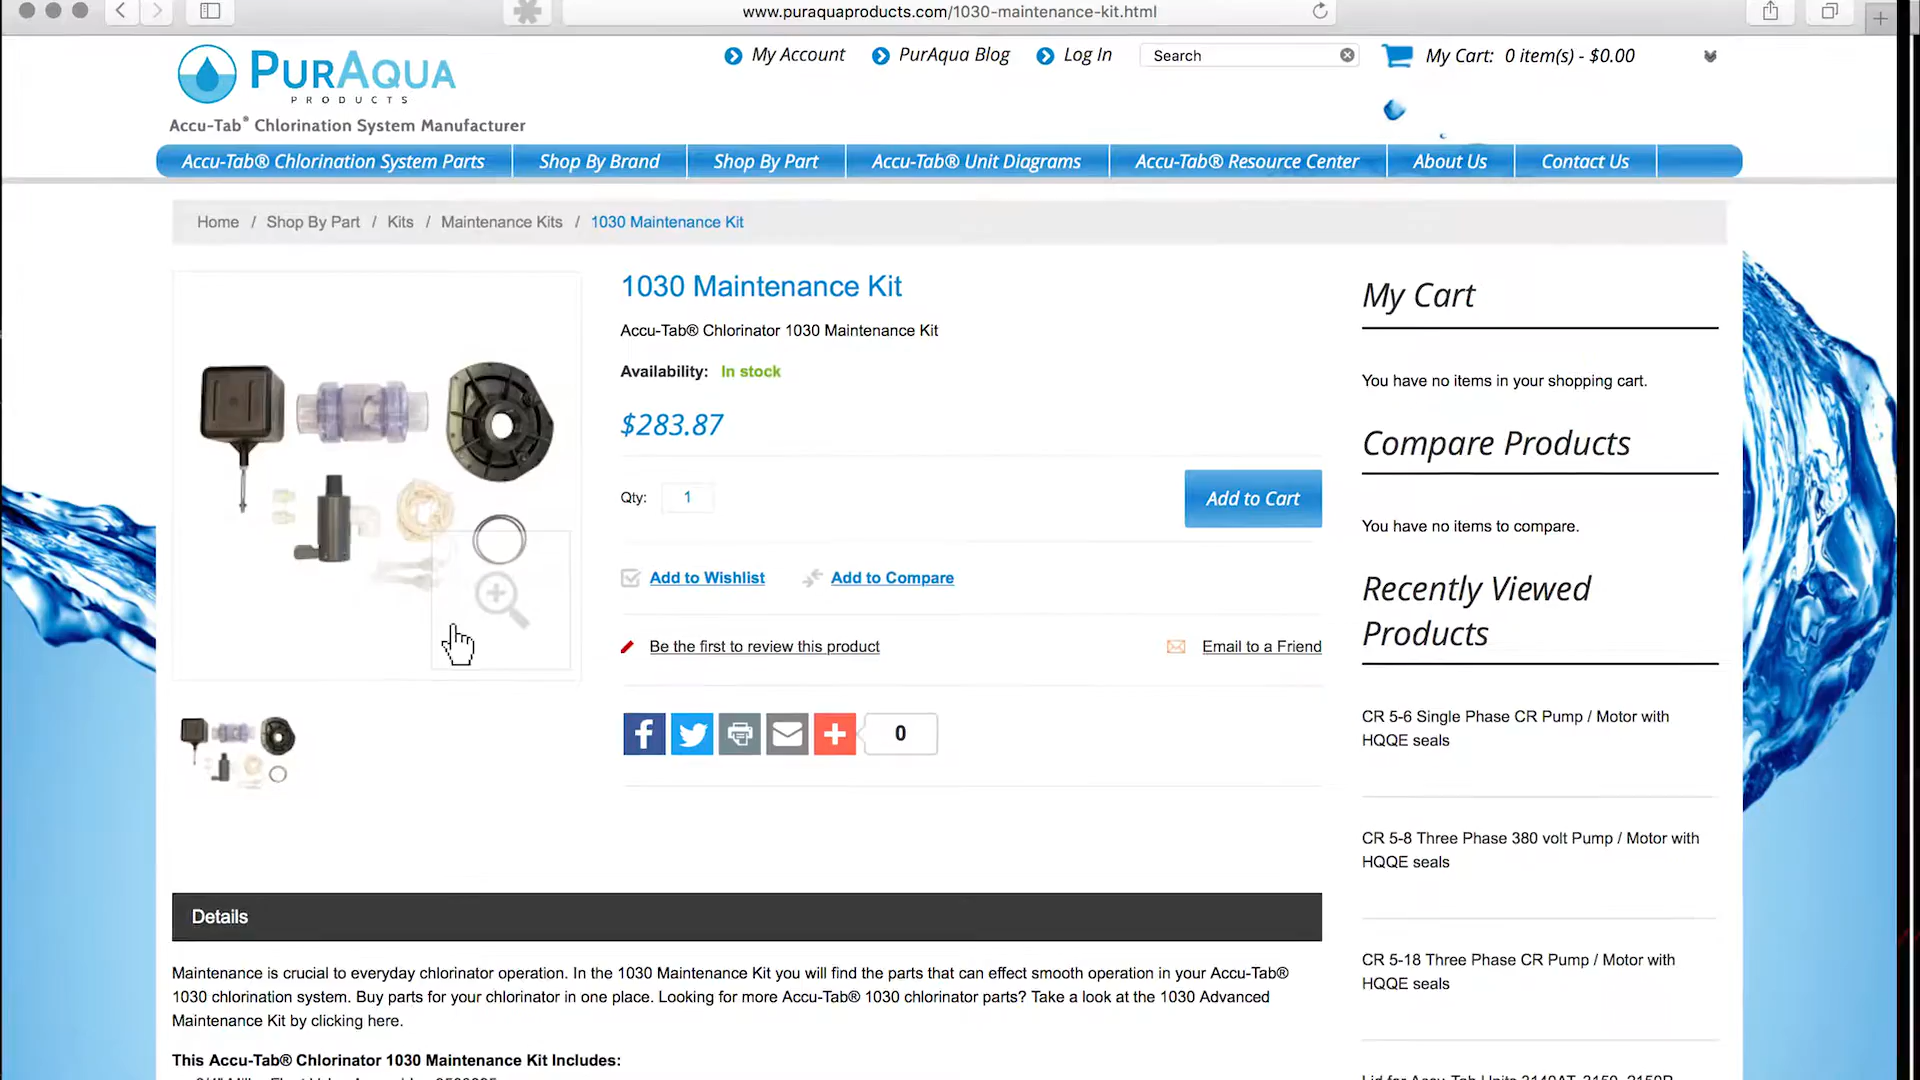 www.puraquaproducts.com/1030-maintenance-kit.html
PURAQUA
PRODUCTS
Accu-Tab® Chlorination System Manufacturer
My Account
PurAqua Blog
Log In
Search
My Cart: 0 item(s) - $0.00
Accu-Tab® Chlorination System Parts
Shop By Brand
Shop By Part
Accu-Tab® Unit Diagrams
Accu-Tab® Resource Center
About Us
Contact Us
Home / Shop By Part / Kits / Maintenance Kits / 1030 Maintenance Kit
1030 Maintenance Kit
Accu-Tab® Chlorinator 1030 Maintenance Kit
Availability: In stock
$283.87
Qty: 1
Add to Cart
Add to Wishlist
Add to Compare
Be the first to review this product
Email to a Friend
0
My Cart
You have no items in your shopping cart.
Compare Products
You have no items to compare.
Recently Viewed
Products
CR 5-6 Single Phase CR Pump / Motor with
HQQE seals
CR 5-8 Three Phase 380 volt Pump / Motor with
HQQE seals
CR 5-18 Three Phase CR Pump / Motor with
HQQE seals
Details
Maintenance is crucial to everyday chlorinator operation. In the 1030 Maintenance Kit you will find the parts that can effect smooth operation in your Accu-Tab®
1030 chlorination system. Buy parts for your chlorinator in one place. Looking for more Accu-Tab® 1030 chlorinator parts? Take a look at the 1030 Advanced
Maintenance Kit by clicking here.
This Accu-Tab® Chlorinator 1030 Maintenance Kit Includes: